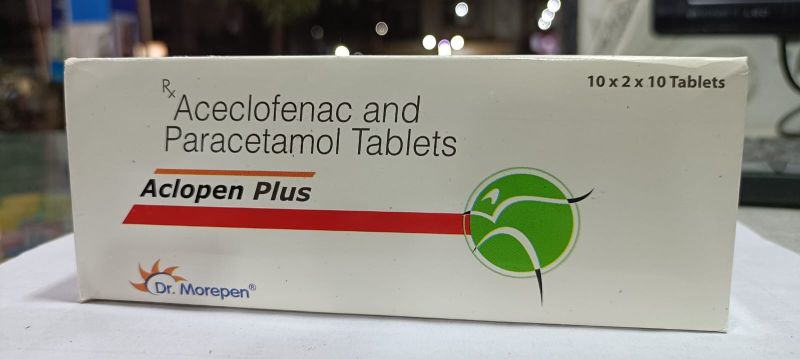 10 x 2 x 10 Tablets
Rx
Aceclofenac and
Paracetamol Tablets
Aclopen Plus
Dr. Morepen®